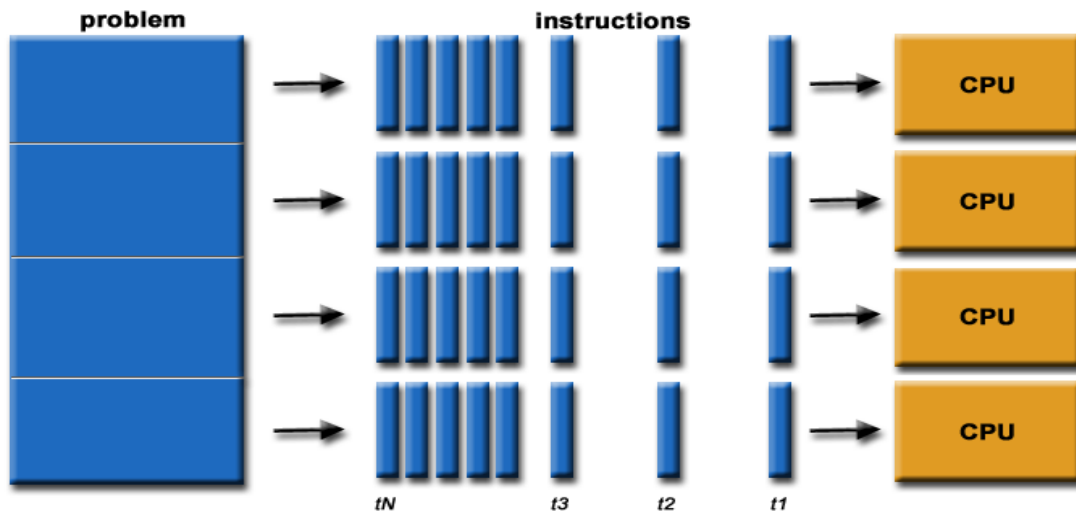 problem
instructions
CPU
CPU
CPU
CPU
tN
t3
t2
t1